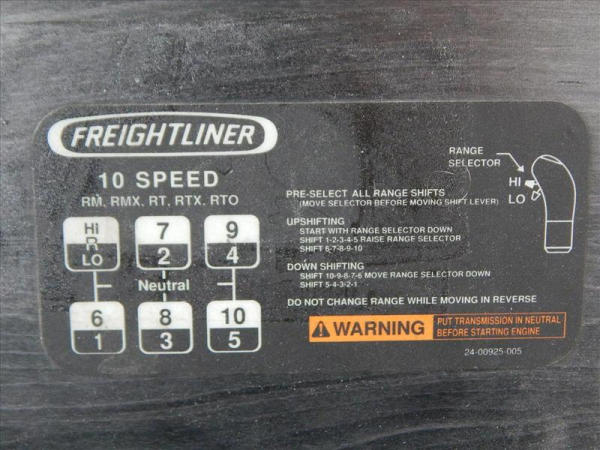 FREIGHTLINER
10 SPEED
RM, RMX, RT, RTX, RTO
HI
R
LO
7
2
9
4
Neutral
6
1
8
3
10
5
RANGE
SELECTOR
HI
LO
PRE-SELECT ALL RANGE SHIFTS
(MOVE SELECTOR BEFORE MOVING SHIFT LEVER)
UPSHIFTING
START WITH RANGE SELECTOR DOWN
SHIFT 1-2-3-4-5 RAISE RANGE SELECTOR
SHIFT 6-7-8-9-10
DOWN SHIFTING
SHIFT 10-9-8-7-6 MOVE RANGE SELECTOR DOWN
SHIFT 5-4-3-2-1
DO NOT CHANGE RANGE WHILE MOVING IN REVERSE
WARNING
PUT TRANSMISSION IN NEUTRAL
BEFORE STARTING ENGINE
24-00925-005